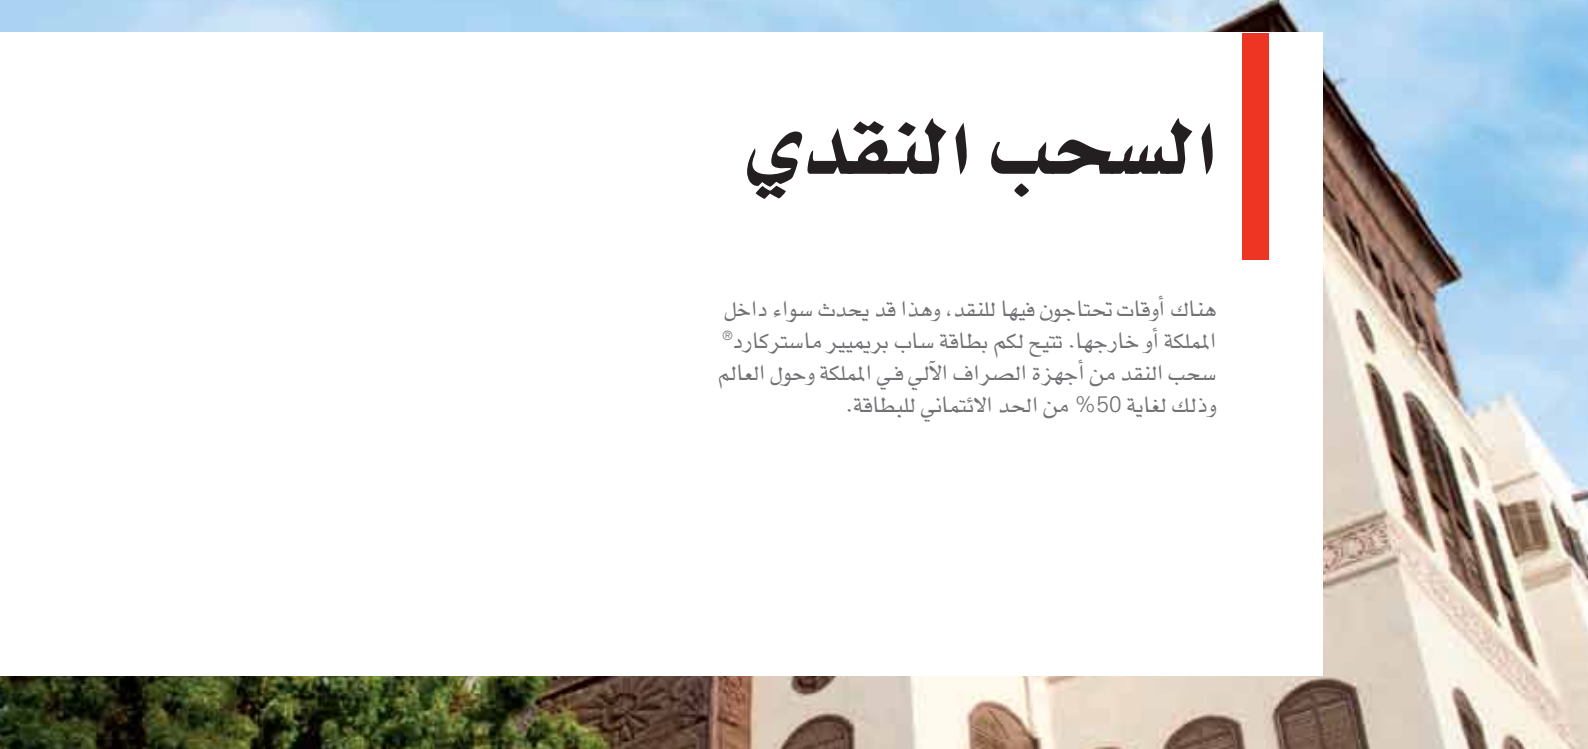 السحب النقدي
هناك أوقات تحتاجون فيها للنقد، وهذا قد يحدث سواء داخل
المملكة أو خارجها. تتيح لكم بطاقة ساب بريميير ماستركارد®
سحب النقد من أجهزة الصراف الآلي في المملكة وحول العالم
وذلك لغاية 50% من الحد الائتماني للبطاقة.